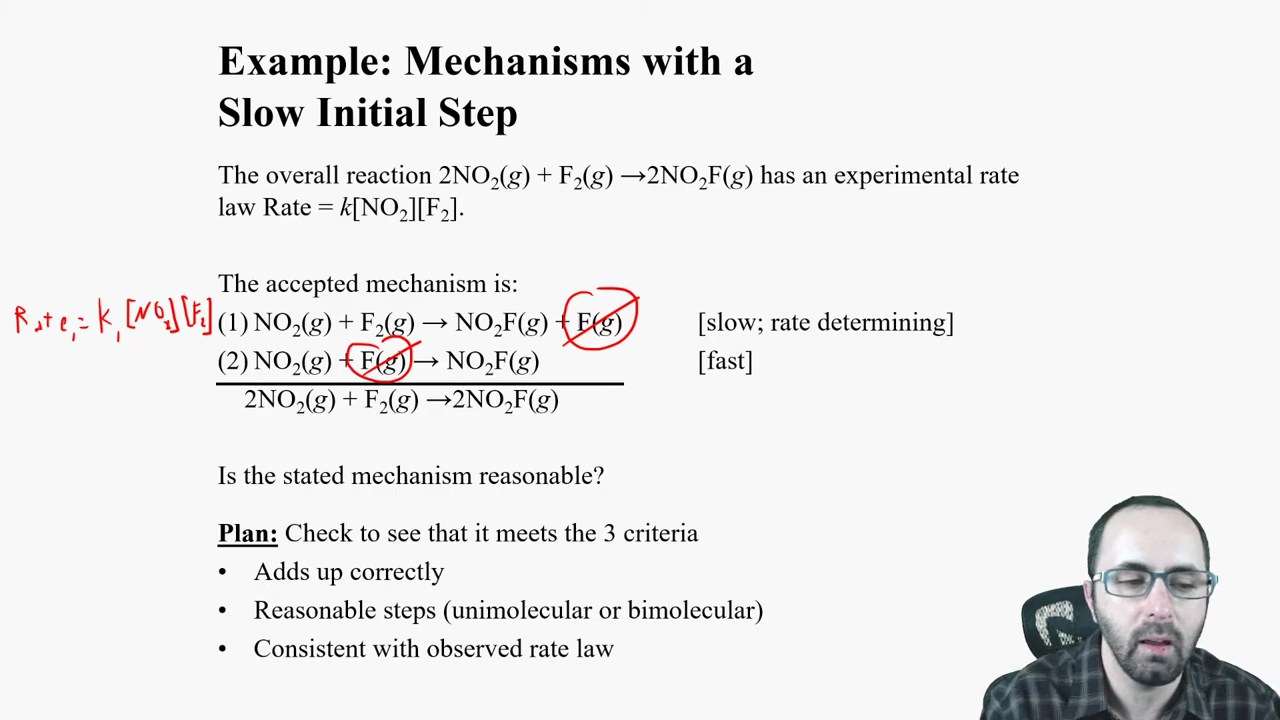 Example: Mechanisms with a
Slow Initial Step
The overall reaction 2NO₂(g) + F₂(g) →2NO₂F(g) has an experimental rate
law Rate = k[NO₂][F₂].
The accepted mechanism is:
Rate₁ = k₁[NO₂][F₂] (1) NO₂(g) + F₂(g) → NO₂F(g) + F(g) [slow; rate determining]
(2) NO₂(g) + F(g) → NO₂F(g) [fast]
2NO₂(g) + F₂(g) →2NO₂F(g)
Is the stated mechanism reasonable?
Plan: Check to see that it meets the 3 criteria
• Adds up correctly
• Reasonable steps (unimolecular or bimolecular)
• Consistent with observed rate law